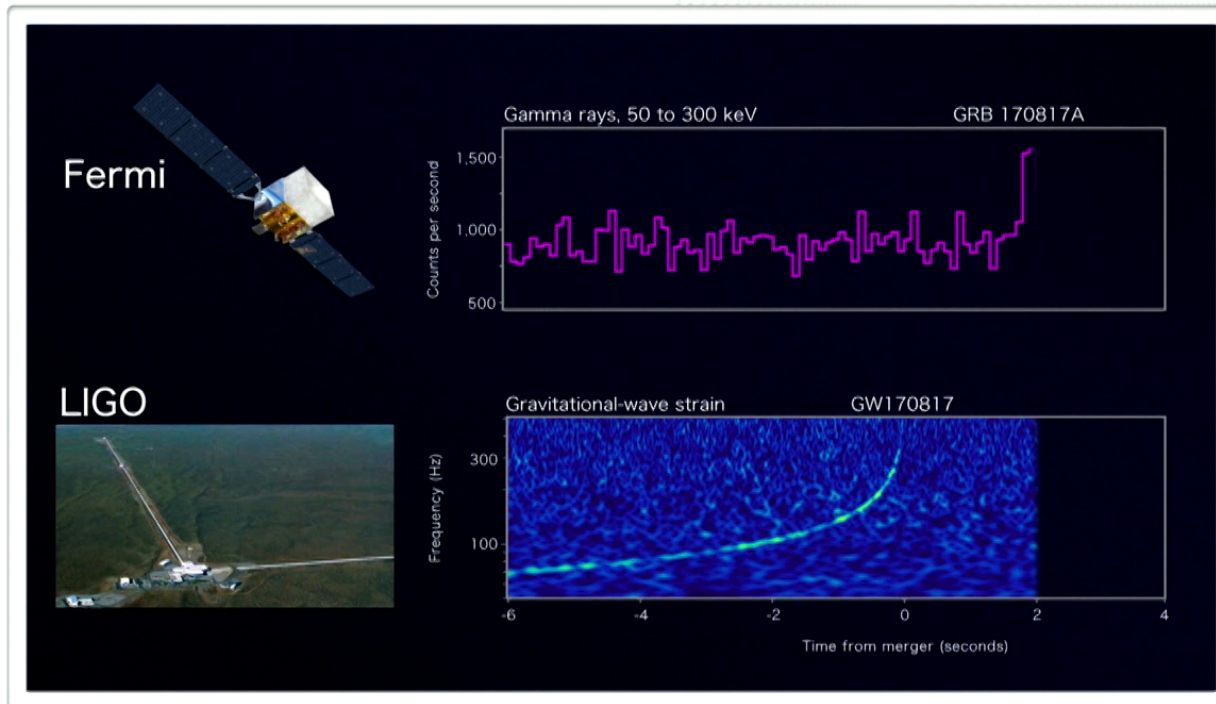 Fermi
Gamma rays, 50 to 300 keV GRB 170817A
Counts per second
1,500
1,000
500
LIGO
Gravitational-wave strain GW170817
Frequency (Hz)
300
100
-6 -4 -2 0 2 4
Time from merger (seconds)